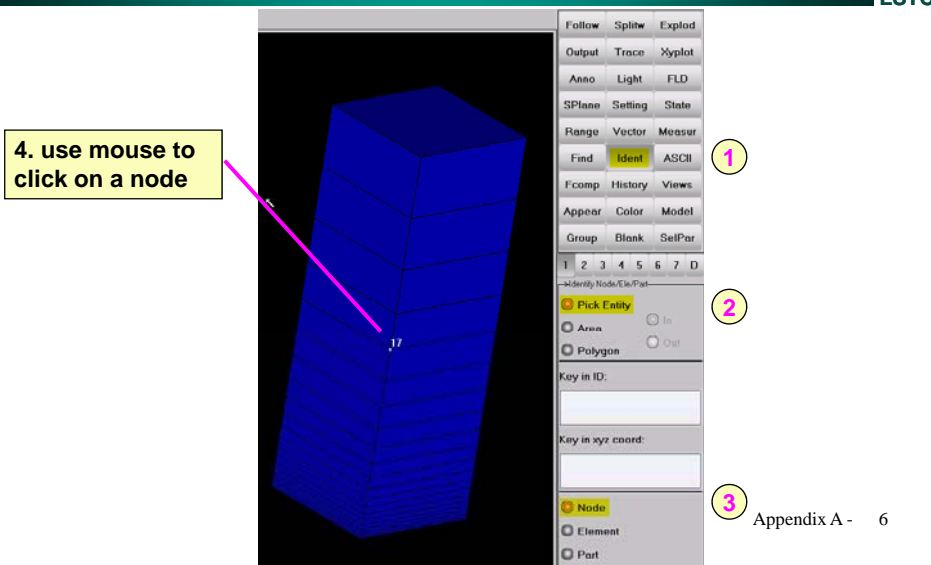 Follow Splitw Explod
Output Trace Xyplot
Anno Light FLD
SPlane Setting State
Range Vector Measur
Find Ident ASCII
Fcomp History Views
Appear Color Model
Group Blank SelPar
1 2 3 4 5 6 7 D
Identify Node/Ele/Part
Pick Entity
Area
In
Polygon
Out
Key in ID:
Key in xyz coord:
Node
Element
Part
4. use mouse to
click on a node
17
1
2
3
Appendix A - 6